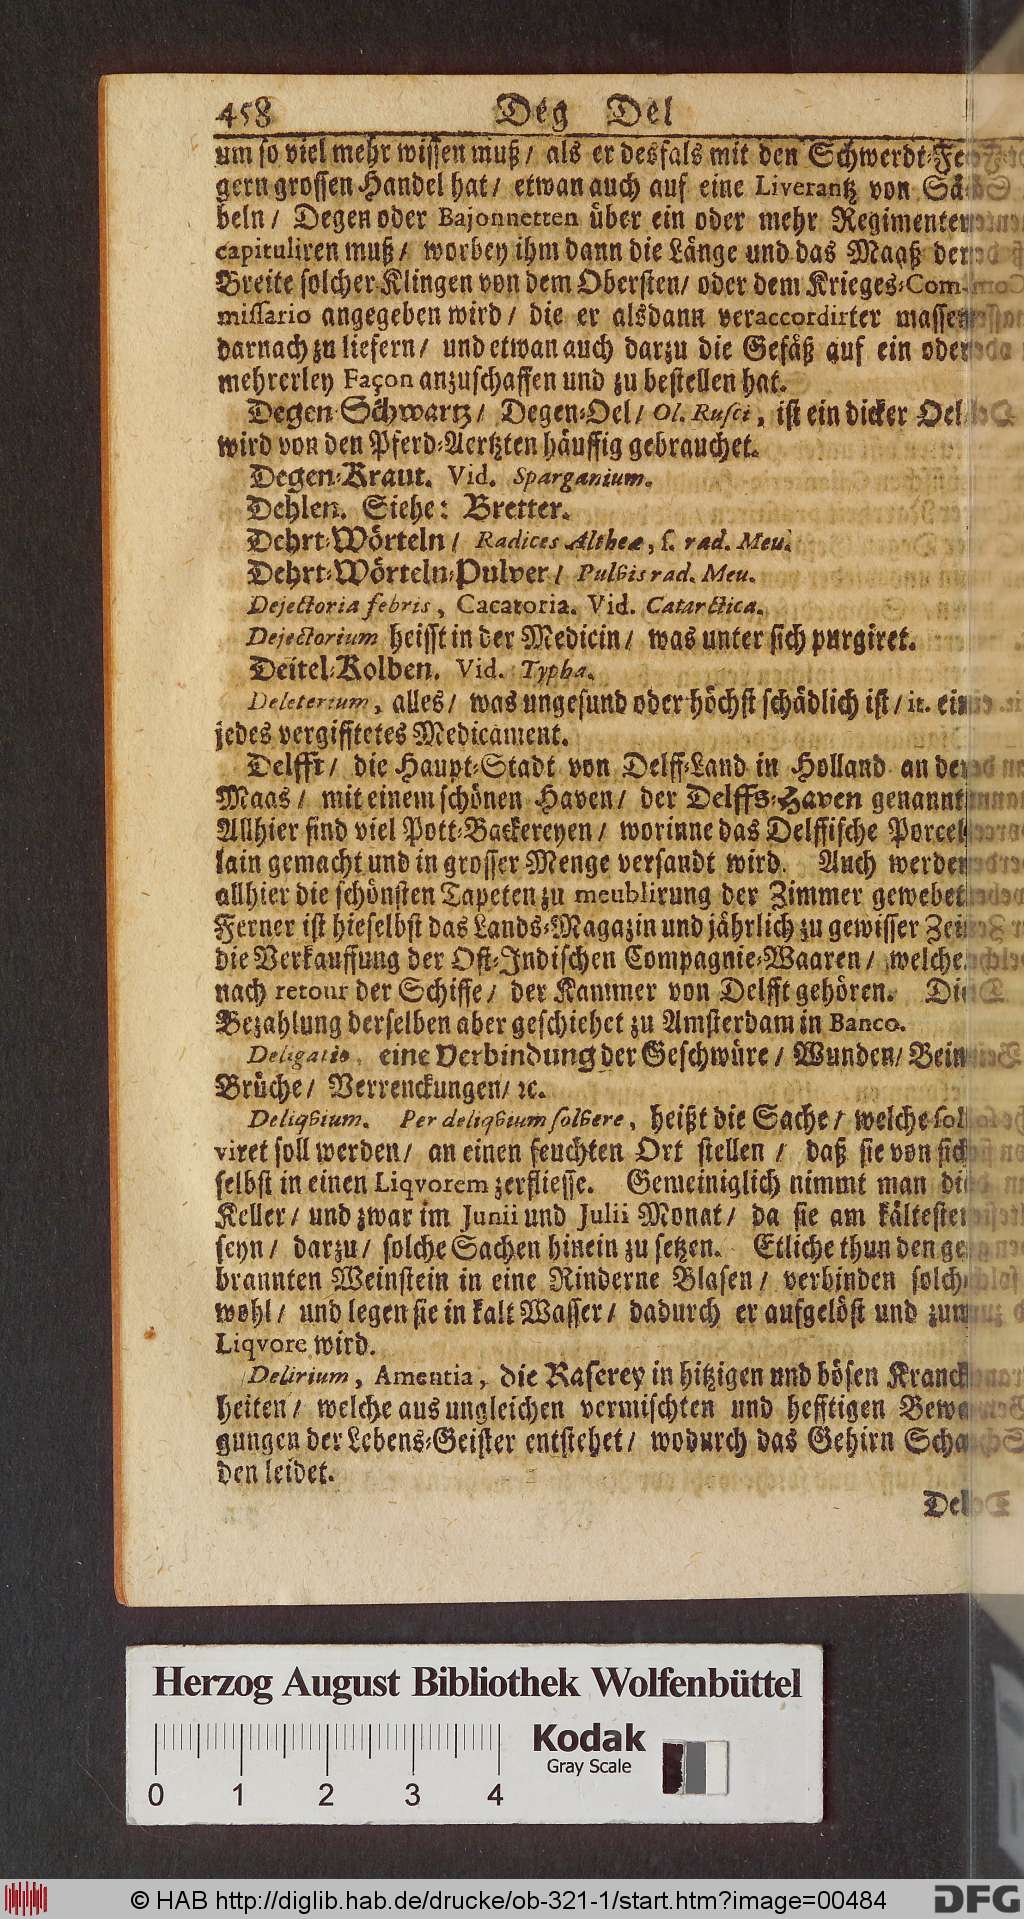 458 Deg Del
um so viel mehr wissen muß / als er desfals mit den Schwerdt-Fe-
gern grossen Handel hat / etwan auch auf eine Liverantz von Sä-
beln / Degen oder Bajonnetten über ein oder mehr Regimenter
capituliren muß / worbey ihm dann die Länge und das Maaß der
Breite solcher Klingen von dem Obersten / oder dem Krieges-Com-
missario angegeben wird / die er alsdann veraccordirter massen
darnach zu liefern / und etwan auch darzu die Gefäß auf ein oder
mehrerley Façon anzuschaffen und zu bestellen hat.
Degen-Schwartz / Degen-Oel / Ol. Rusci, ist ein dicker Oel
wird von den Pferd-Aertzten häuffig gebrauchet.
Degen-Kraut. Vid. Sparganium.
Dehlen. Siehe: Bretter.
Dehrt-Wörteln / Radices Altheæ, s. rad. Meu.
Dehrt-Wörteln-Pulver / Pulvis rad. Meu.
Dejectoria febris, Cacatoria. Vid. Catarctica.
Dejectorium heisst in der Medicin / was unter sich purgiret.
Deitel-Kolben. Vid. Typha.
Deleterium, alles / was ungesund oder höchst schädlich ist / it. ein
jedes vergifftetes Medicament.
Delfft / die Haupt-Stadt von Delff-Land in Holland an der
Maas / mit einem schönen Haven / der Delffs-Haven genannt
Allhier sind viel Pott-Backereyen / worinne das Delffische Porcel-
lain gemacht und in grosser Menge versandt wird. Auch werden
allhier die schönsten Tapeten zu meublirung der Zimmer gewebet
Ferner ist hieselbst das Lands-Magazin und jährlich zu gewisser Zeit
die Verkauffung der Ost-Indischen Compagnie-Waaren / welche
nach retour der Schiffe / der Kammer von Delfft gehören. Die
Bezahlung derselben aber geschiehet zu Amsterdam in Banco.
Deligatio, eine Verbindung der Geschwüre / Wunden / Bein-
Brüche / Verrenckungen / ꝛc.
Deliqvium. Per deliqvium solvere, heißt die Sache / welche sol-
viret soll werden / an einen feuchten Ort stellen / daß sie von sich
selbst in einen Liqvorem zerfliesse. Gemeiniglich nimmt man die
Keller / und zwar im Junii und Julii Monat / da sie am kältesten
seyn / darzu / solche Sachen hinein zu setzen. Etliche thun den ge-
brannten Weinstein in eine Rinderne Blasen / verbinden solche
wohl / und legen sie in kalt Wasser / dadurch er aufgelöst und zum
Liqvore wird.
Delirium, Amentia, die Raserey in hitzigen und bösen Kranck-
heiten / welche aus ungleichen vermischten und hefftigen Bewe-
gungen der Lebens-Geister entstehet / wodurch das Gehirn Scha-
den leidet.
Del
Herzog August Bibliothek Wolfenbüttel
Kodak
Gray Scale
0 1 2 3 4
© HAB http://diglib.hab.de/drucke/ob-321-1/start.htm?image=00484
DFG